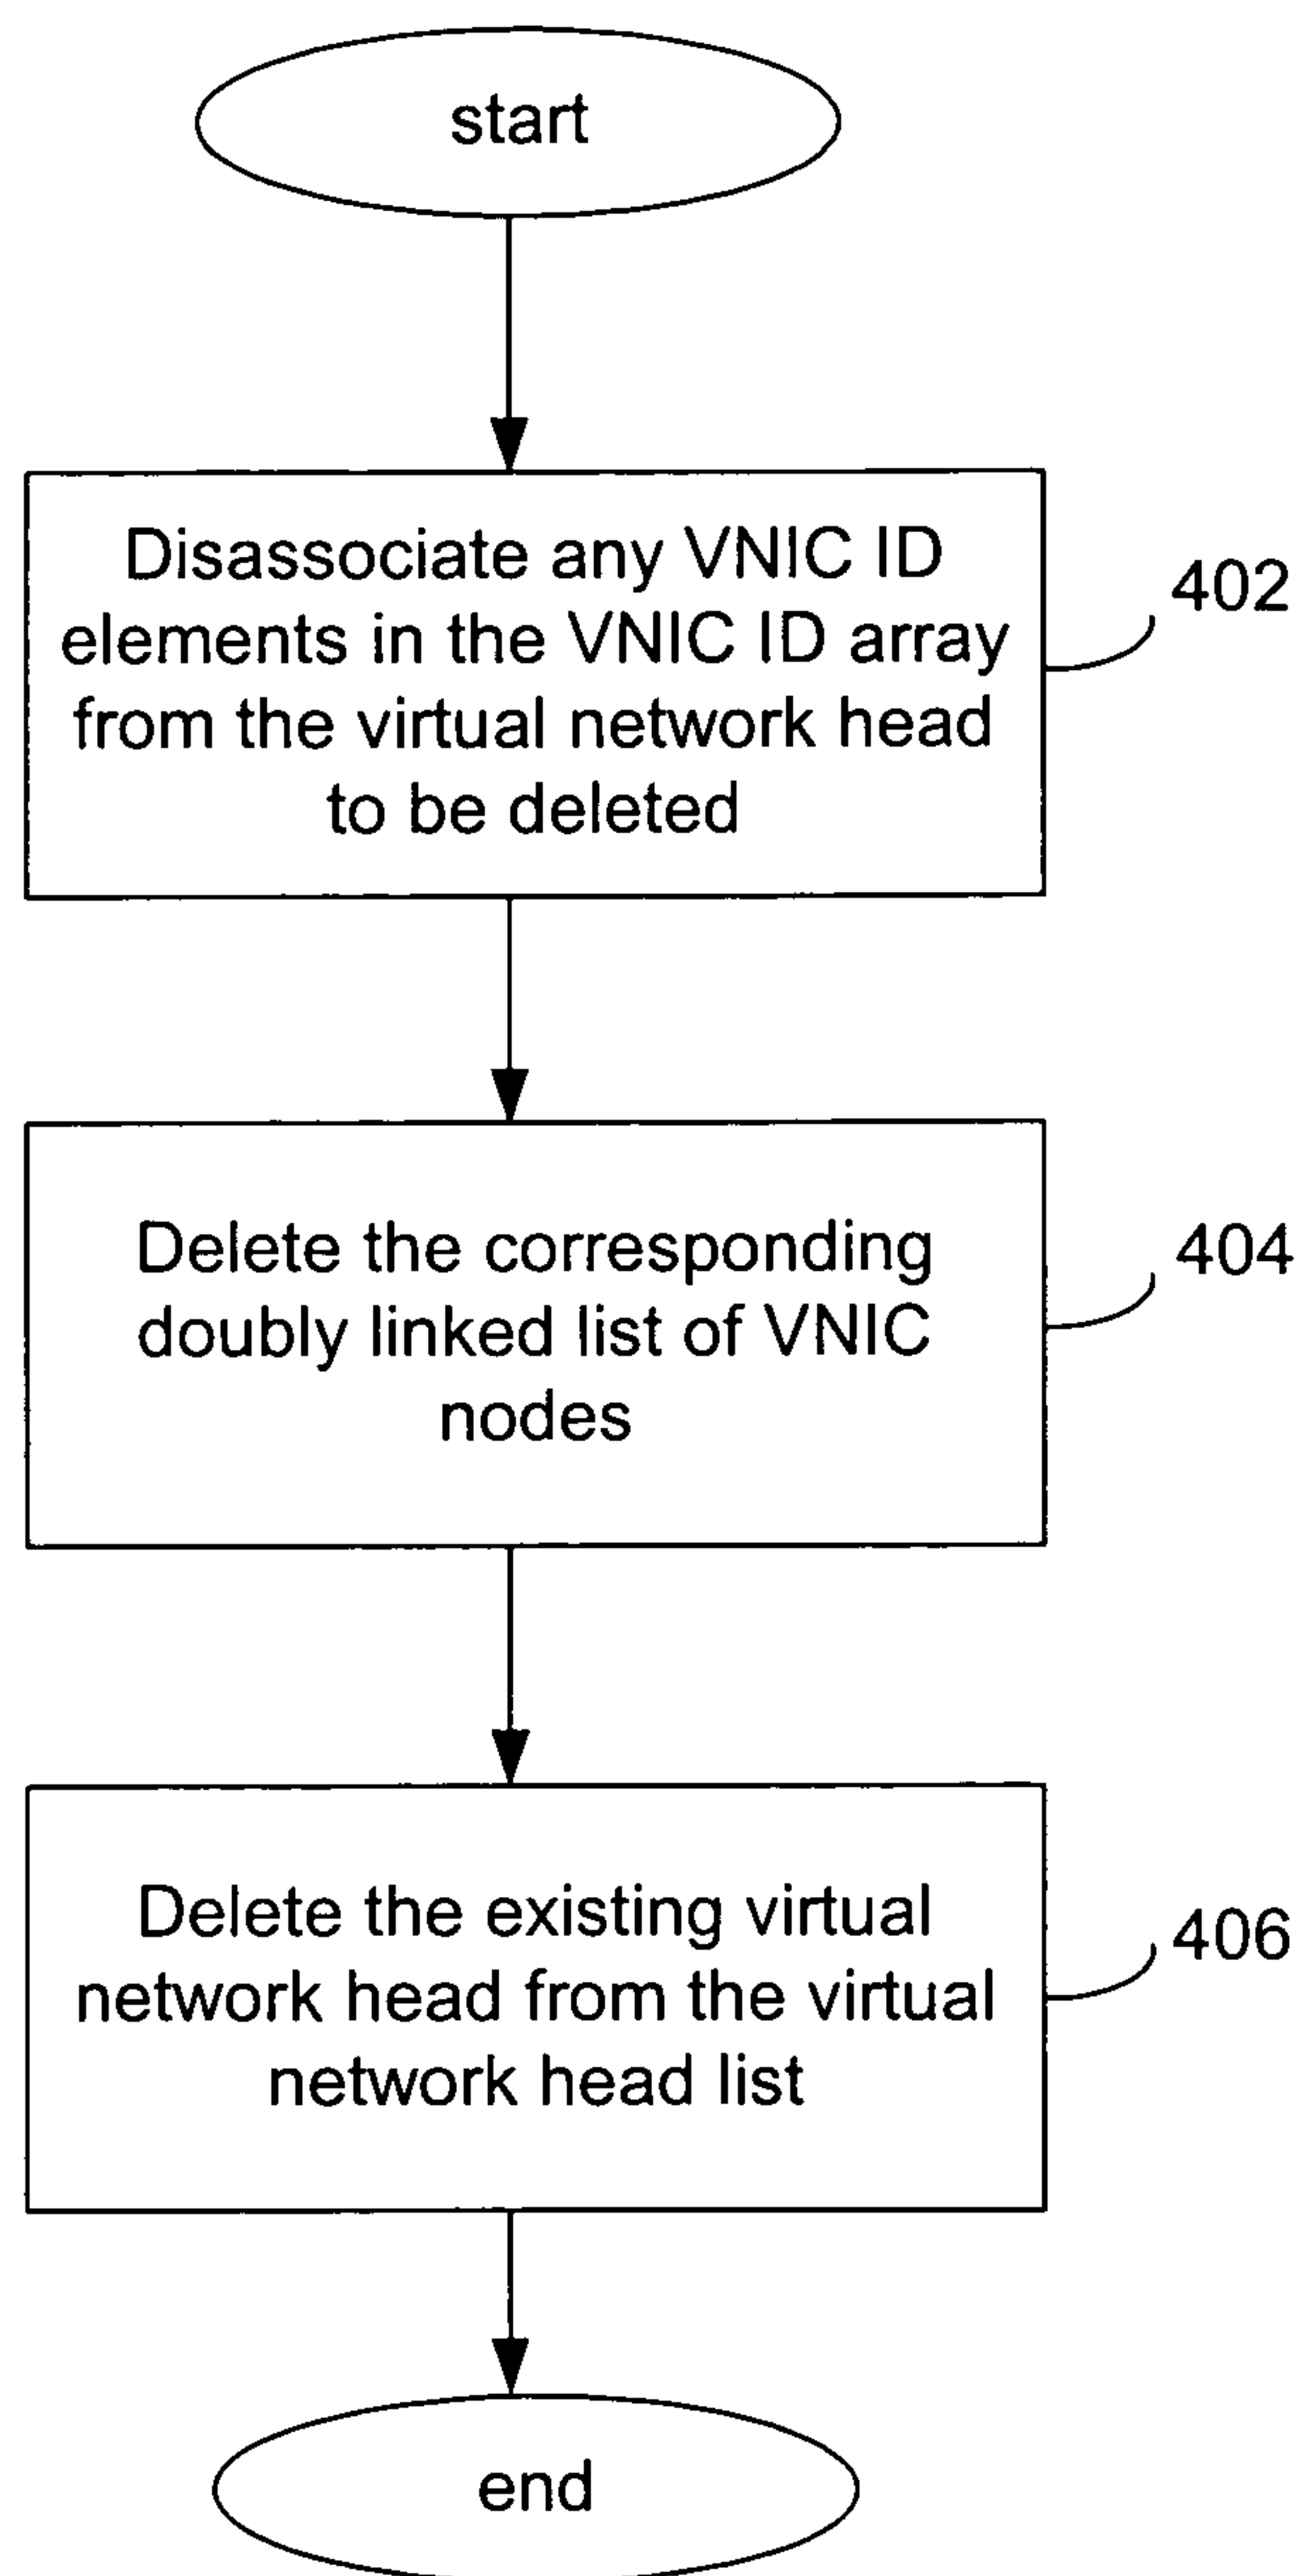 start
Disassociate any VNIC ID
elements in the VNIC ID array
from the virtual network head
to be deleted
402
Delete the corresponding
doubly linked list of VNIC
nodes
404
Delete the existing virtual
network head from the virtual
network head list
406
end